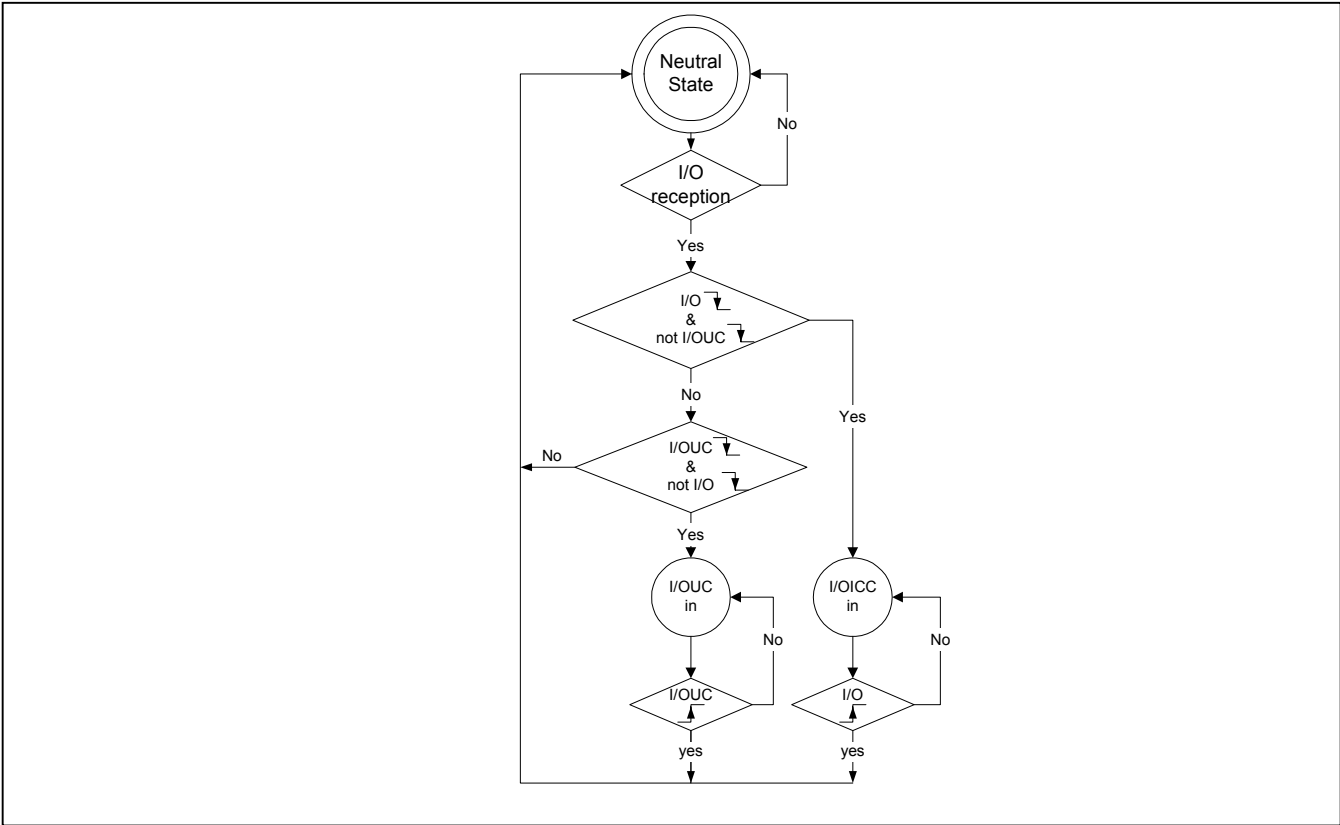 Neutral
State
No
I/O
reception
Yes
I/O
&
not I/OUC
No
Yes
I/OUC
&
not I/O
No
Yes
I/OUC
in
I/OICC
in
No
No
I/OUC
I/O
yes
yes